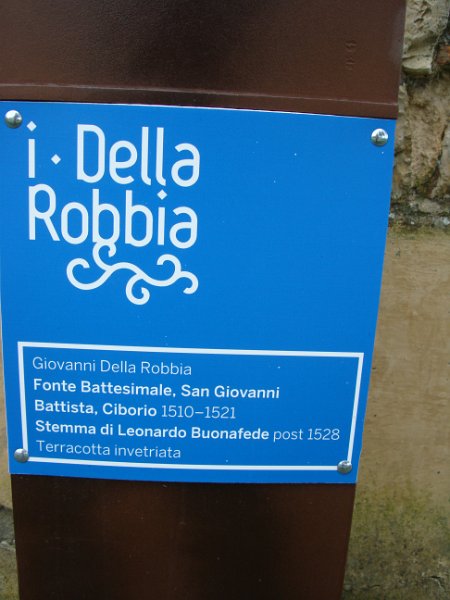 i · Della
Robbia
Giovanni Della Robbia
Fonte Battesimale, San Giovanni
Battista, Ciborio 1510–1521
Stemma di Leonardo Buonafede post 1528
Terracotta invetriata